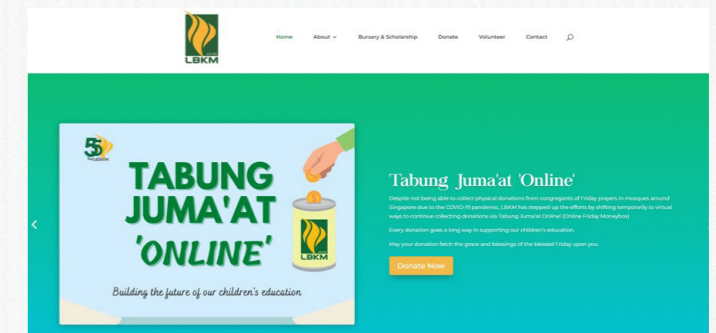 LBKM
Home About Bursary & Scholarship Donate Volunteer Contact
55
TABUNG
JUMA'AT
'ONLINE'
LBKM
Building the future of our children's education
Tabung Juma'at 'Online'
Despite not being able to collect physical donations from congregants of Friday prayers in mosques around
Singapore due to the COVID-19 pandemic, LBKM has stepped up the efforts by shifting temporarily to virtual
ways to continue collecting donations via Tabung Juma'at Online! (Online Friday Moneybox)
Every donation goes a long way in supporting our children's education.
May your donation fetch the grace and blessings of the blessed Friday upon you.
Donate Now